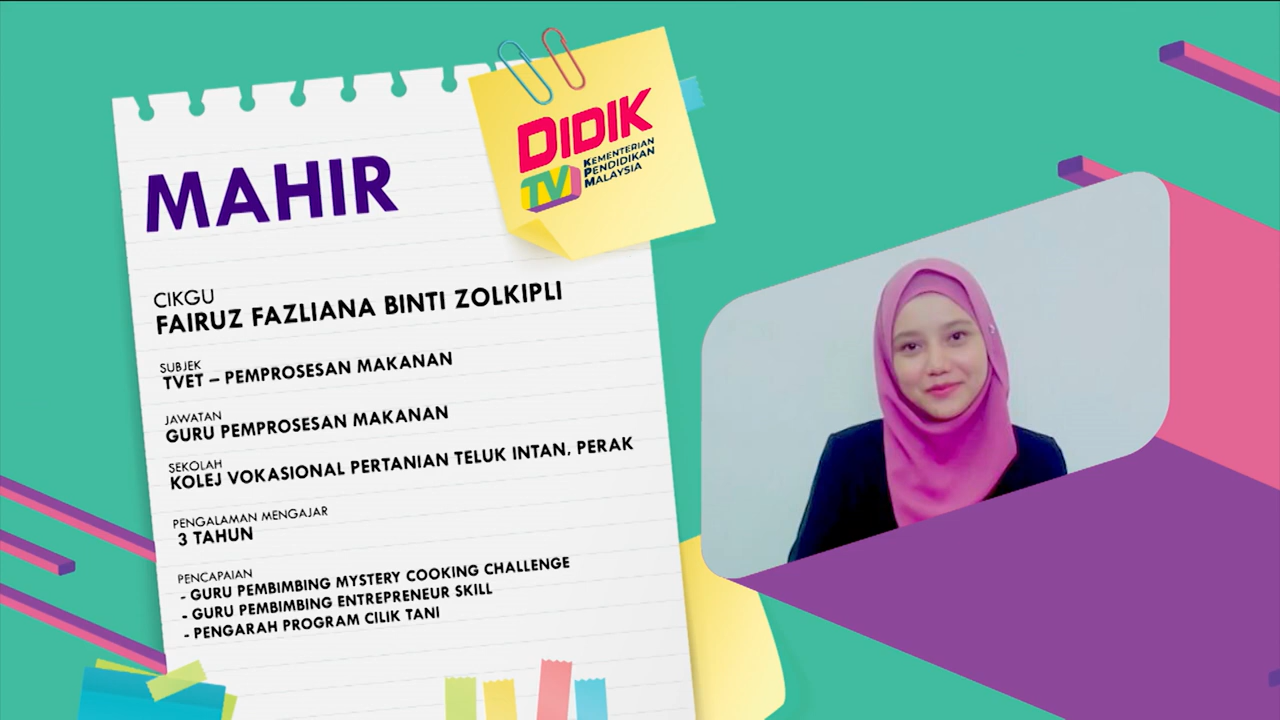 MAHIR
DIDIK
TV
KEMENTERIAN
PENDIDIKAN
MALAYSIA
CIKGU
FAIRUZ FAZLIANA BINTI ZOLKIPLI
SUBJEK
TVET – PEMPROSESAN MAKANAN
JAWATAN
GURU PEMPROSESAN MAKANAN
SEKOLAH
KOLEJ VOKASIONAL PERTANIAN TELUK INTAN, PERAK
PENGALAMAN MENGAJAR
3 TAHUN
PENCAPAIAN
- GURU PEMBIMBING MYSTERY COOKING CHALLENGE
- GURU PEMBIMBING ENTREPRENEUR SKILL
- PENGARAH PROGRAM CILIK TANI